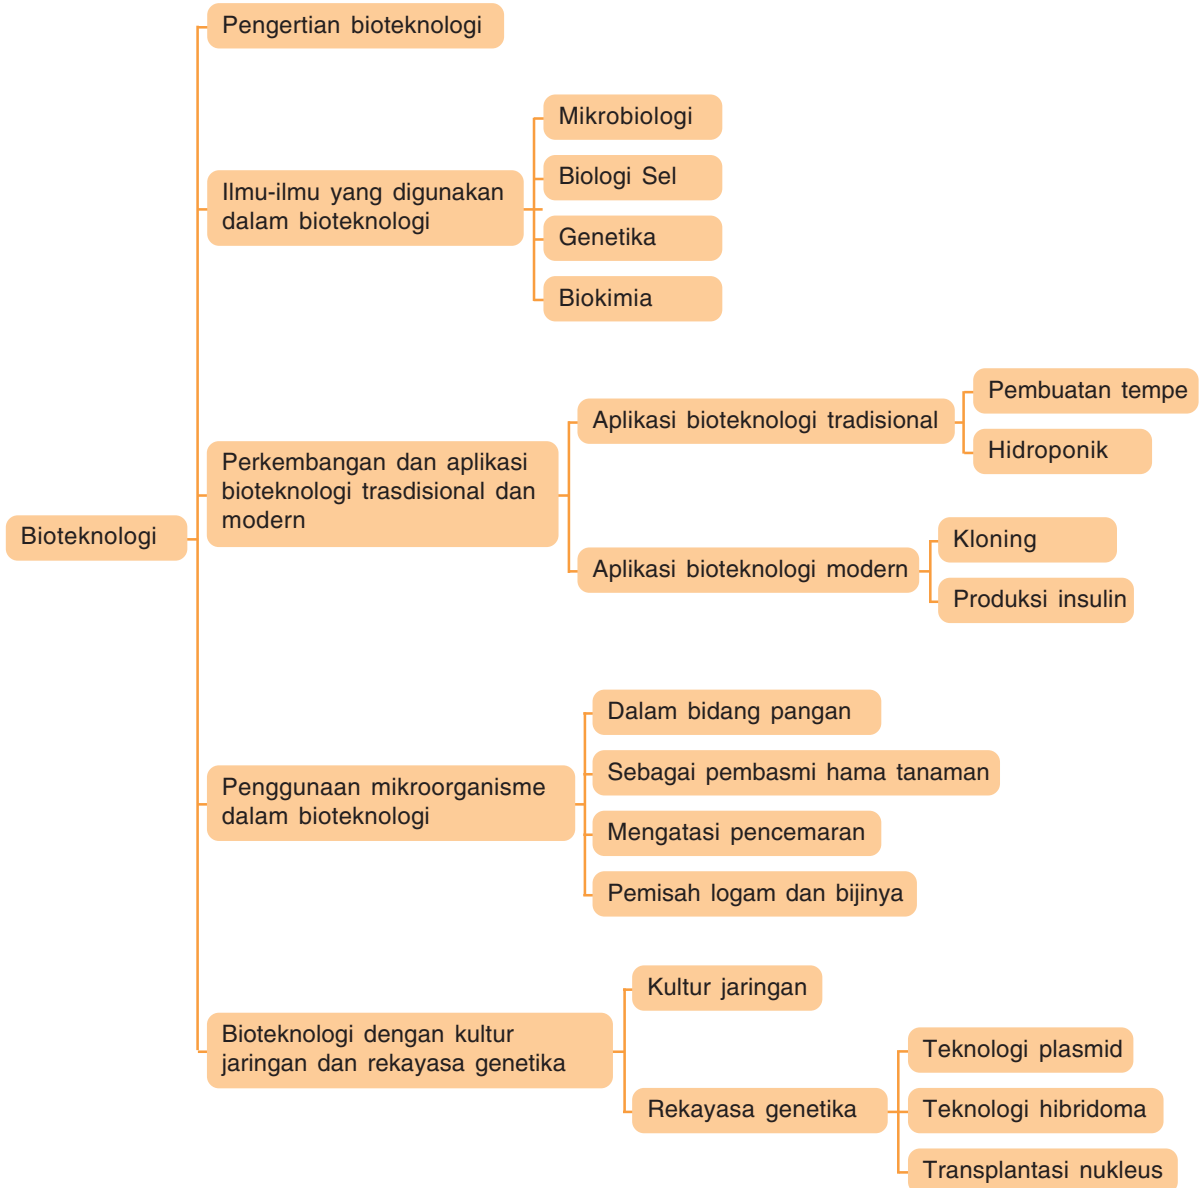 Pengertian bioteknologi
Mikrobiologi
Biologi Sel
Ilmu-ilmu yang digunakan
dalam bioteknologi
Genetika
Biokimia
Pembuatan tempe
Aplikasi bioteknologi tradisional
Hidroponik
Perkembangan dan aplikasi
bioteknologi trasdisional dan
modern
Bioteknologi
Kloning
Aplikasi bioteknologi modern
Produksi insulin
Dalam bidang pangan
Sebagai pembasmi hama tanaman
Penggunaan mikroorganisme
dalam bioteknologi
Mengatasi pencemaran
Pemisah logam dan bijinya
Kultur jaringan
Bioteknologi dengan kultur
jaringan dan rekayasa genetika
Teknologi plasmid
Rekayasa genetika
Teknologi hibridoma
Transplantasi nukleus